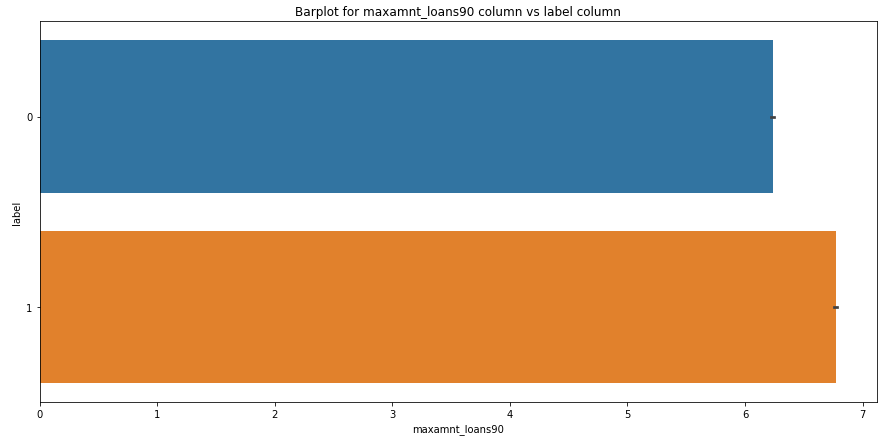 Barplot for maxamnt_loans90 column vs label column
label
0
1
0 1 2 3 4 5 6 7
maxamnt_loans90